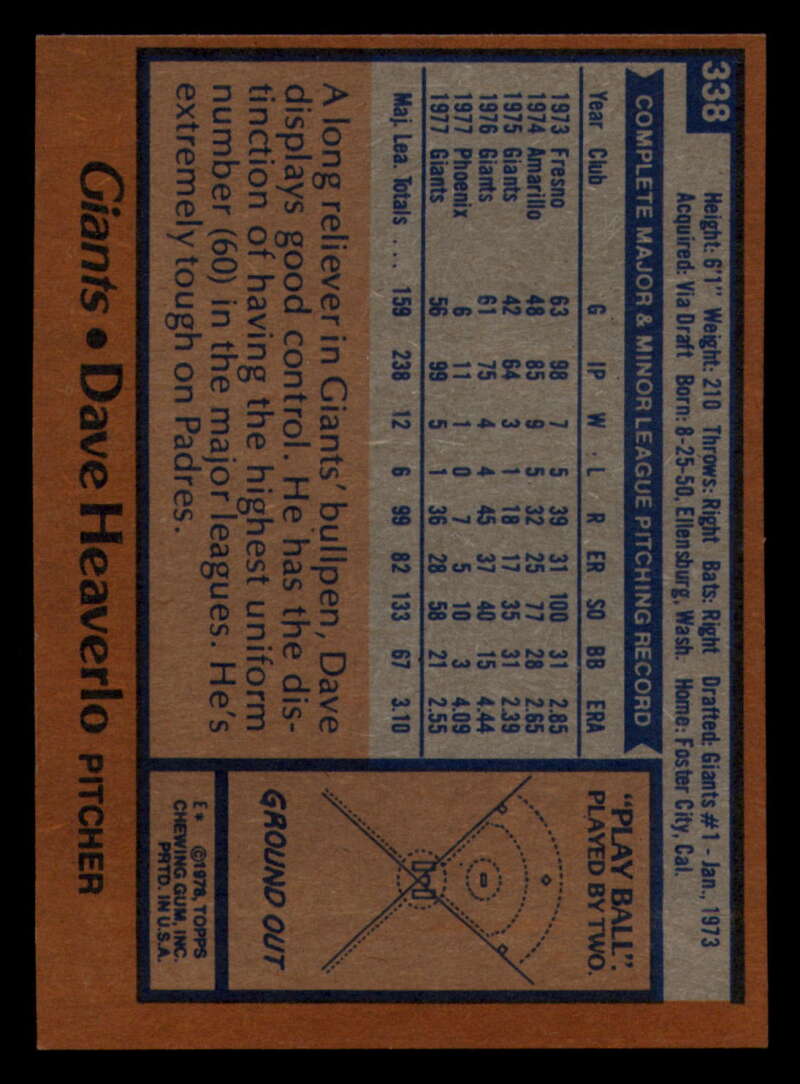 338
Height: 6'1" Weight: 210 Throws: Right Bats: Right Drafted: Giants #1 - Jan., 1973
Acquired: Via Draft Born: 8-25-50, Ellensburg, Wash. Home: Foster City, Cal.
COMPLETE MAJOR & MINOR LEAGUE PITCHING RECORD
Year Club G IP W L R ER SO BB ERA
1973 Fresno 63 98 7 5 39 31 100 31 2.85
1974 Amarillo 48 85 9 5 32 25 77 28 2.65
1975 Giants 42 64 3 1 18 17 35 31 2.39
1976 Giants 61 75 4 4 45 37 40 15 4.44
1977 Phoenix 6 11 1 0 7 5 10 3 4.09
1977 Giants 56 99 5 1 36 28 58 21 2.55
Maj. Lea. Totals ... 159 238 12 6 99 82 133 67 3.10
A long reliever in Giants' bullpen, Dave
displays good control. He has the dis-
tinction of having the highest uniform
number (60) in the major leagues. He's
extremely tough on Padres.
"PLAY BALL".
PLAYED BY TWO.
GROUND OUT
E* ©1978, TOPPS
CHEWING GUM, INC.
PRTD. IN U.S.A.
Giants • Dave Heaverlo PITCHER